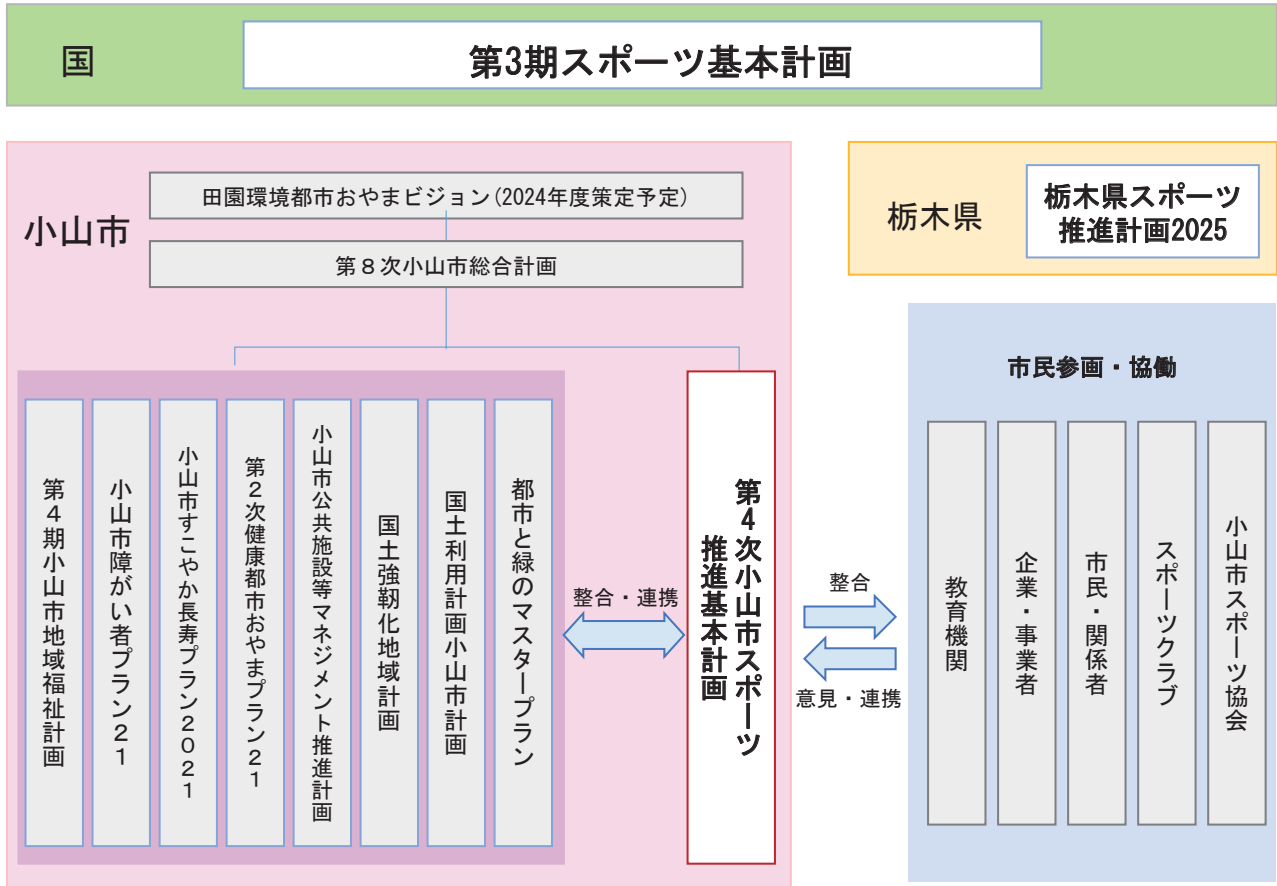 国
第3期スポーツ基本計画
小山市
田園環境都市おやまビジョン(2024年度策定予定)
第８次小山市総合計画
栃木県
栃木県スポーツ
推進計画2025
第４期小山市地域福祉計画
小山市障がい者プラン２１
小山市すこやか長寿プラン２０２１
第２次健康都市おやまプラン２１
小山市公共施設等マネジメント推進計画
国土強靭化地域計画
国土利用計画小山市計画
都市と緑のマスタープラン
整合・連携
第４次小山市スポーツ
推進基本計画
整合
意見・連携
市民参画・協働
教育機関
企業・事業者
市民・関係者
スポーツクラブ
小山市スポーツ協会